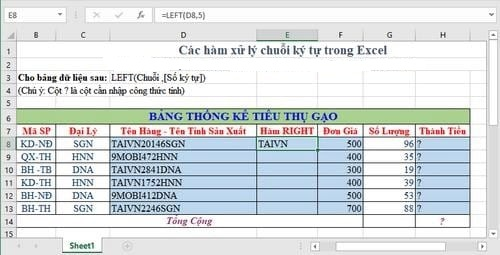 E8 fx =LEFT(D8,5)
B C D E F G H
1 Các hàm xử lý chuỗi ký tự trong Excel
2
3 Cho bảng dữ liệu sau: LEFT(Chuỗi ,[Số ký tự])
4 (Chú ý: Cột ? là cột cần nhập công thức tính)
5
6 BẢNG THỐNG KÊ TIÊU THỤ GẠO
7 Mã SP Đại Lý Tên Hàng - Tên Tỉnh Sản Xuất Hàm RIGHT Đơn Giá Số Lượng Thành Tiền
8 KD-NĐ SGN TAIVN20146SGN TAIVN 500 96 ?
9 QX-TH HNN 9MOBI472HNN 400 35 ?
10 BH -TB DNA TAIVN2841DNA 300 19 ?
11 KD-TH HNN TAIVN1752HNN 400 39 ?
12 BH-NĐ DNA 9MOBI412DNA 500 53 ?
13 BH-TH SGN TAIVN2246SGN 700 88 ?
14 Tổng Cộng ?
15
Sheet1